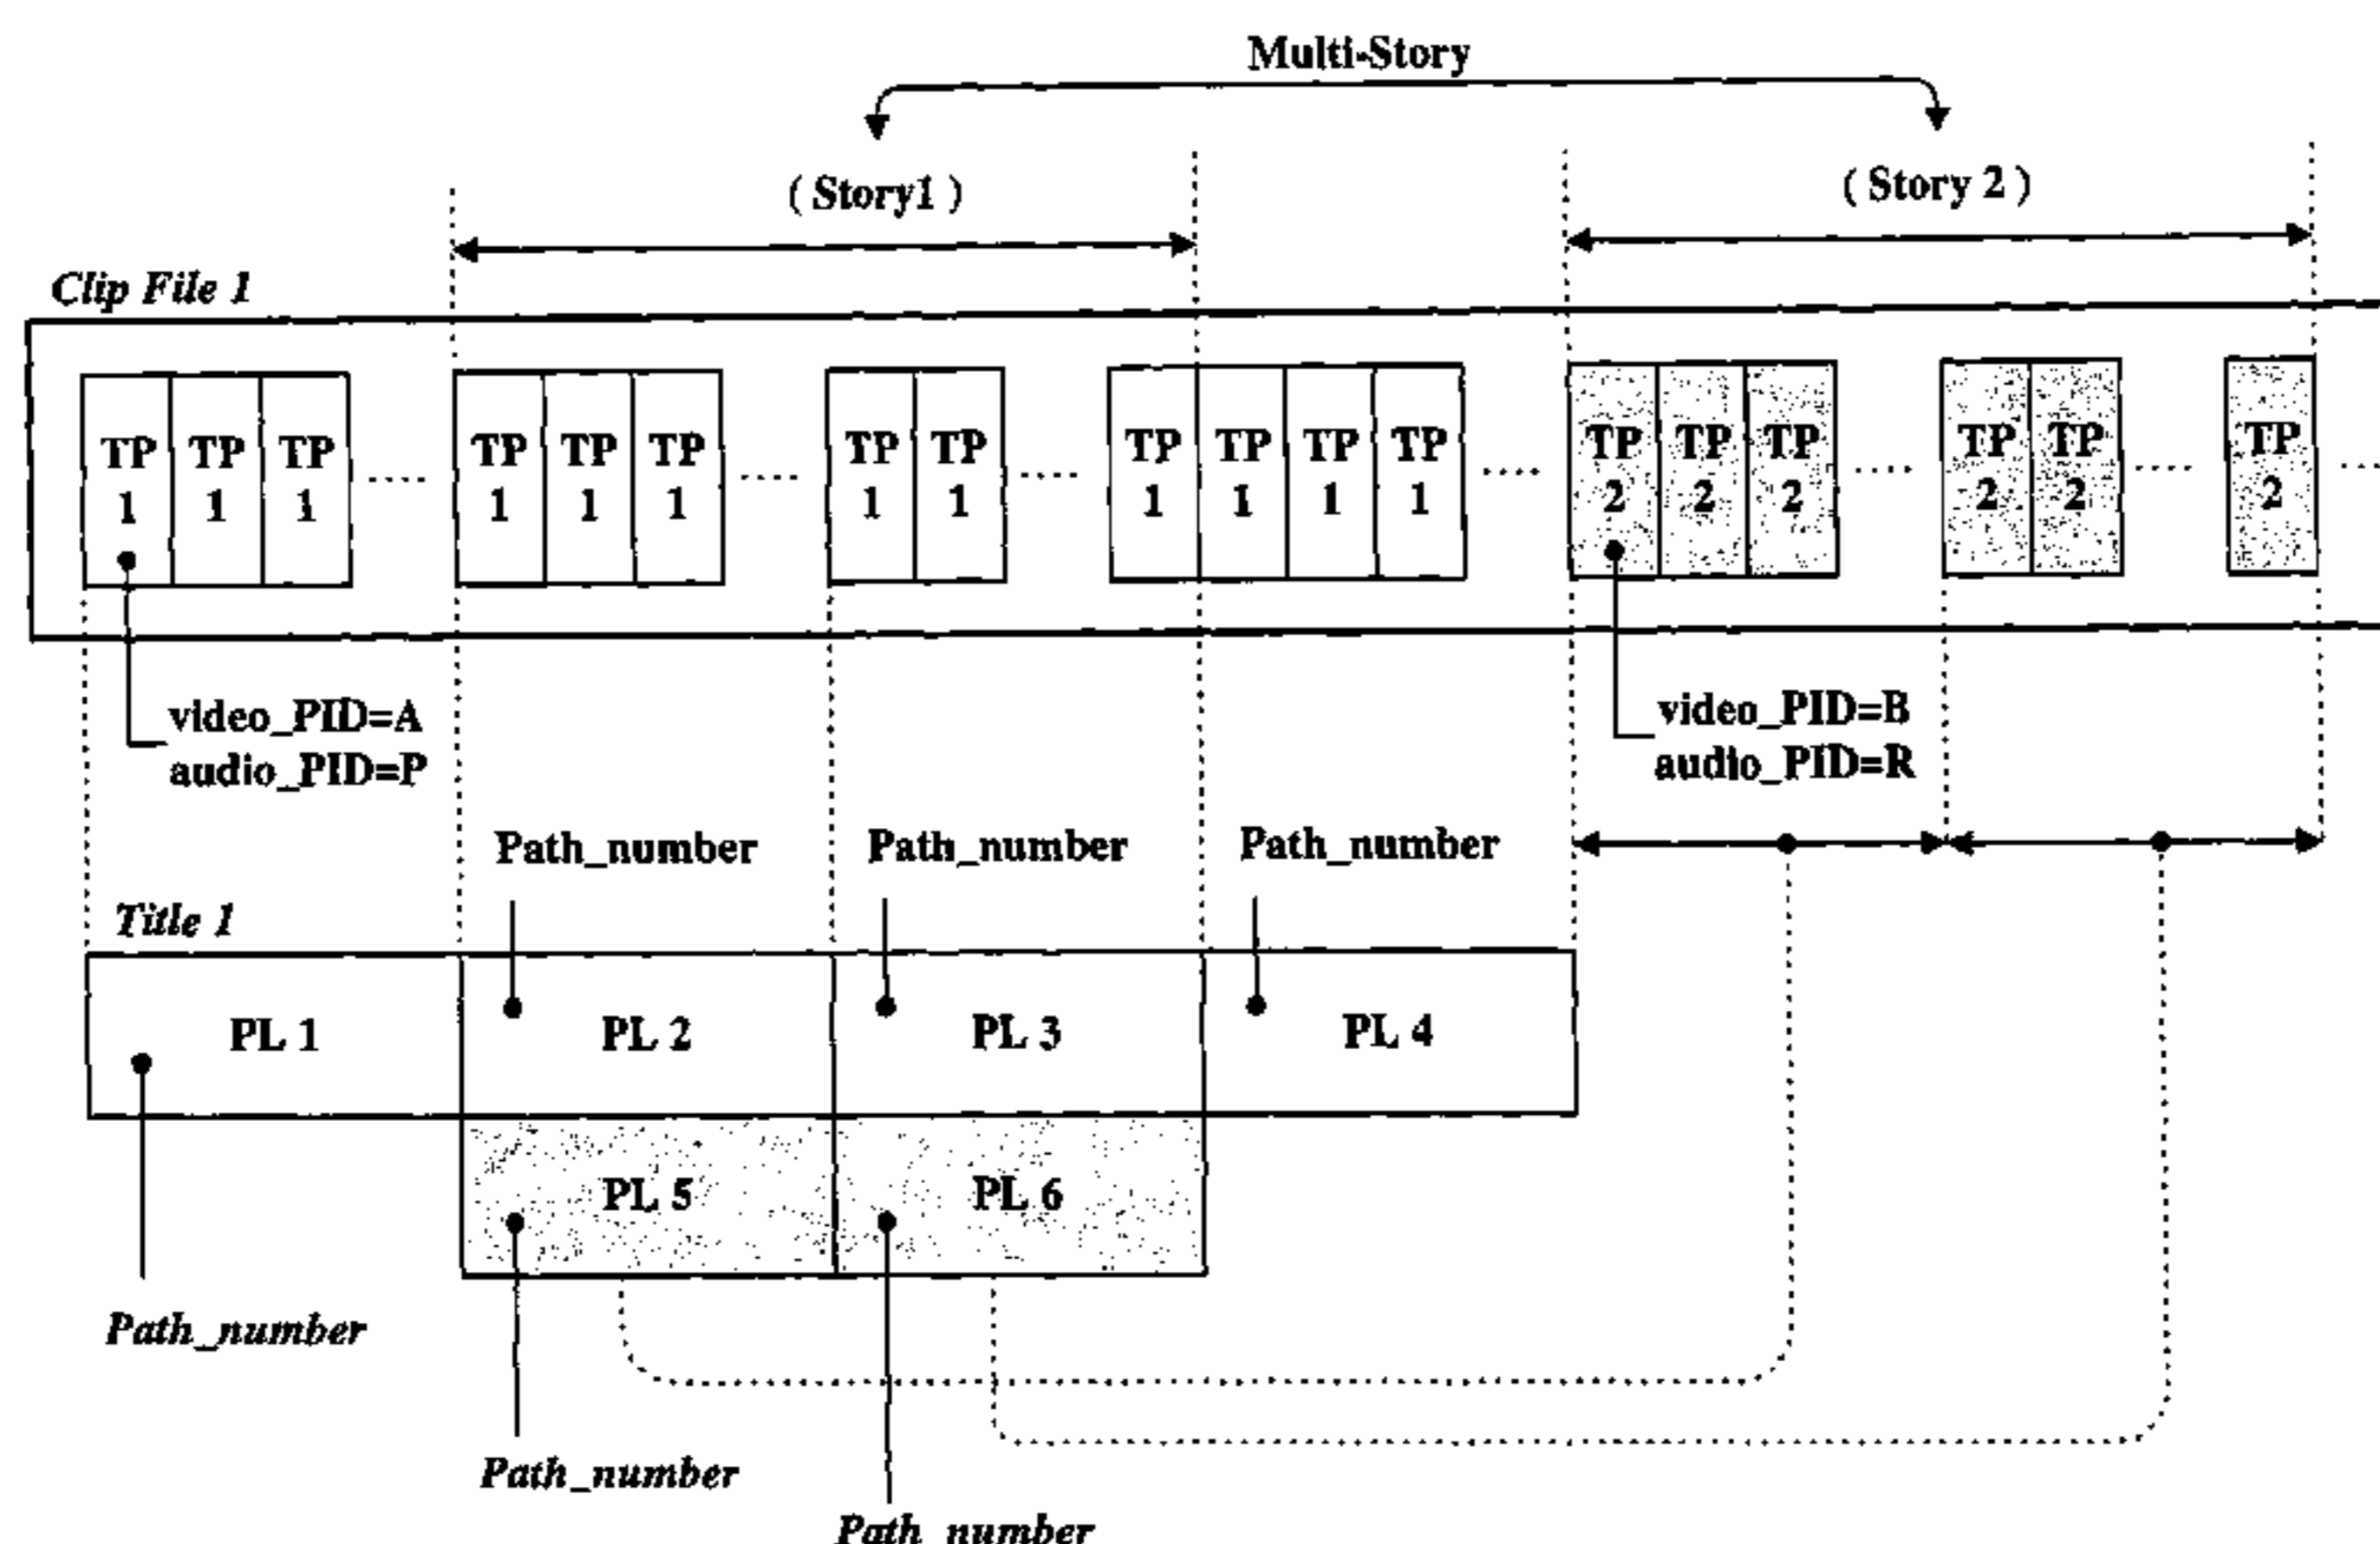 Multi-Story
( Story1 )
( Story 2 )
Clip File 1
TP 1
TP 1
TP 1
TP 1
TP 1
TP 1
TP 1
TP 1
TP 1
TP 1
TP 1
TP 1
TP 2
TP 2
TP 2
TP 2
TP 2
TP 2
video_PID=A
audio_PID=P
video_PID=B
audio_PID=R
Path_number
Path_number
Path_number
Title 1
PL 1
PL 2
PL 3
PL 4
PL 5
PL 6
Path_number
Path_number
Path_number